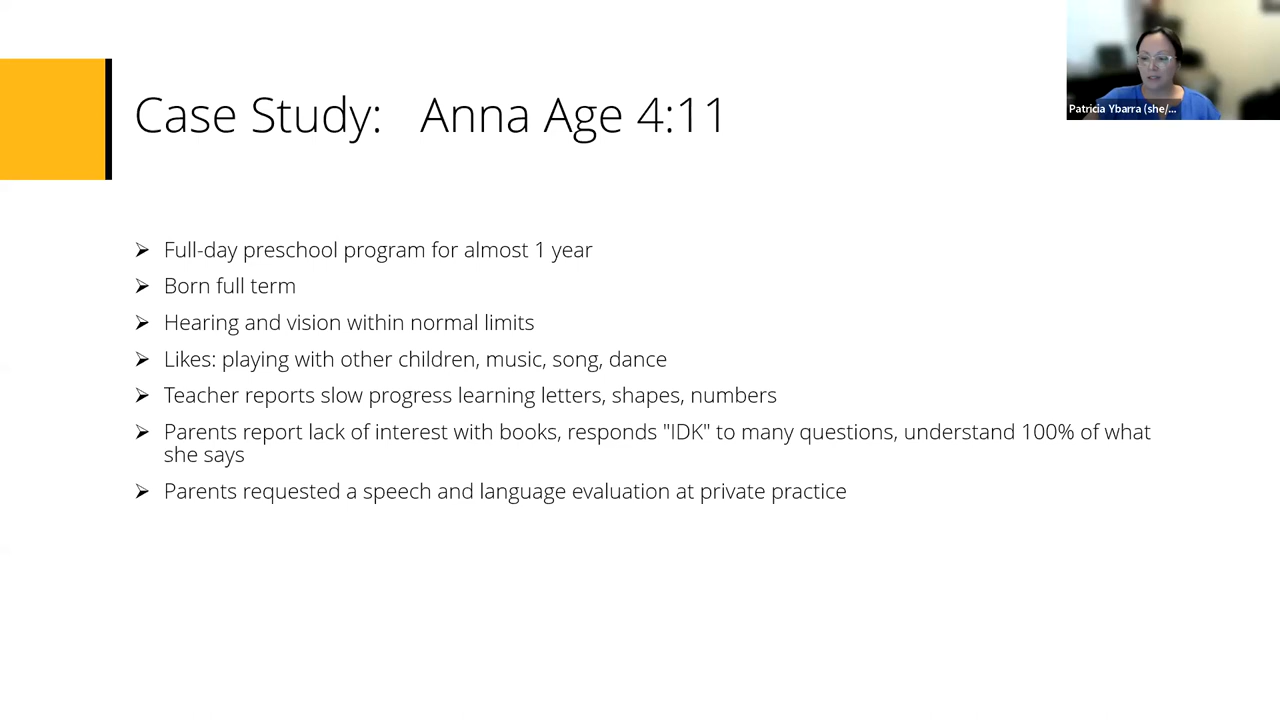 Case Study: Anna Age 4:11
Patricia Ybarra (she/...
Full-day preschool program for almost 1 year
Born full term
Hearing and vision within normal limits
Likes: playing with other children, music, song, dance
Teacher reports slow progress learning letters, shapes, numbers
Parents report lack of interest with books, responds "IDK" to many questions, understand 100% of what
she says
Parents requested a speech and language evaluation at private practice